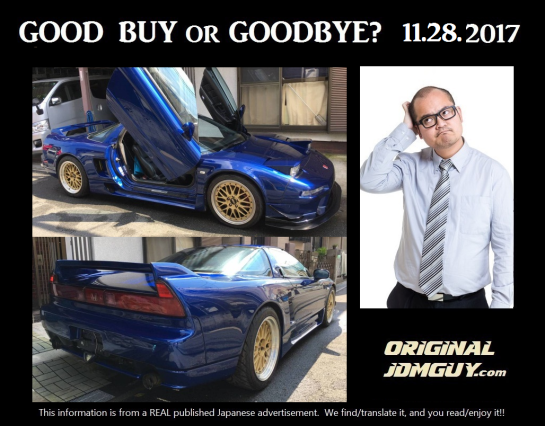 GOOD BUY OR GOODBYE? 11.28.2017
ORIGINAL
JDMGUY.com
This information is from a REAL published Japanese advertisement. We find/translate it, and you read/enjoy it!!